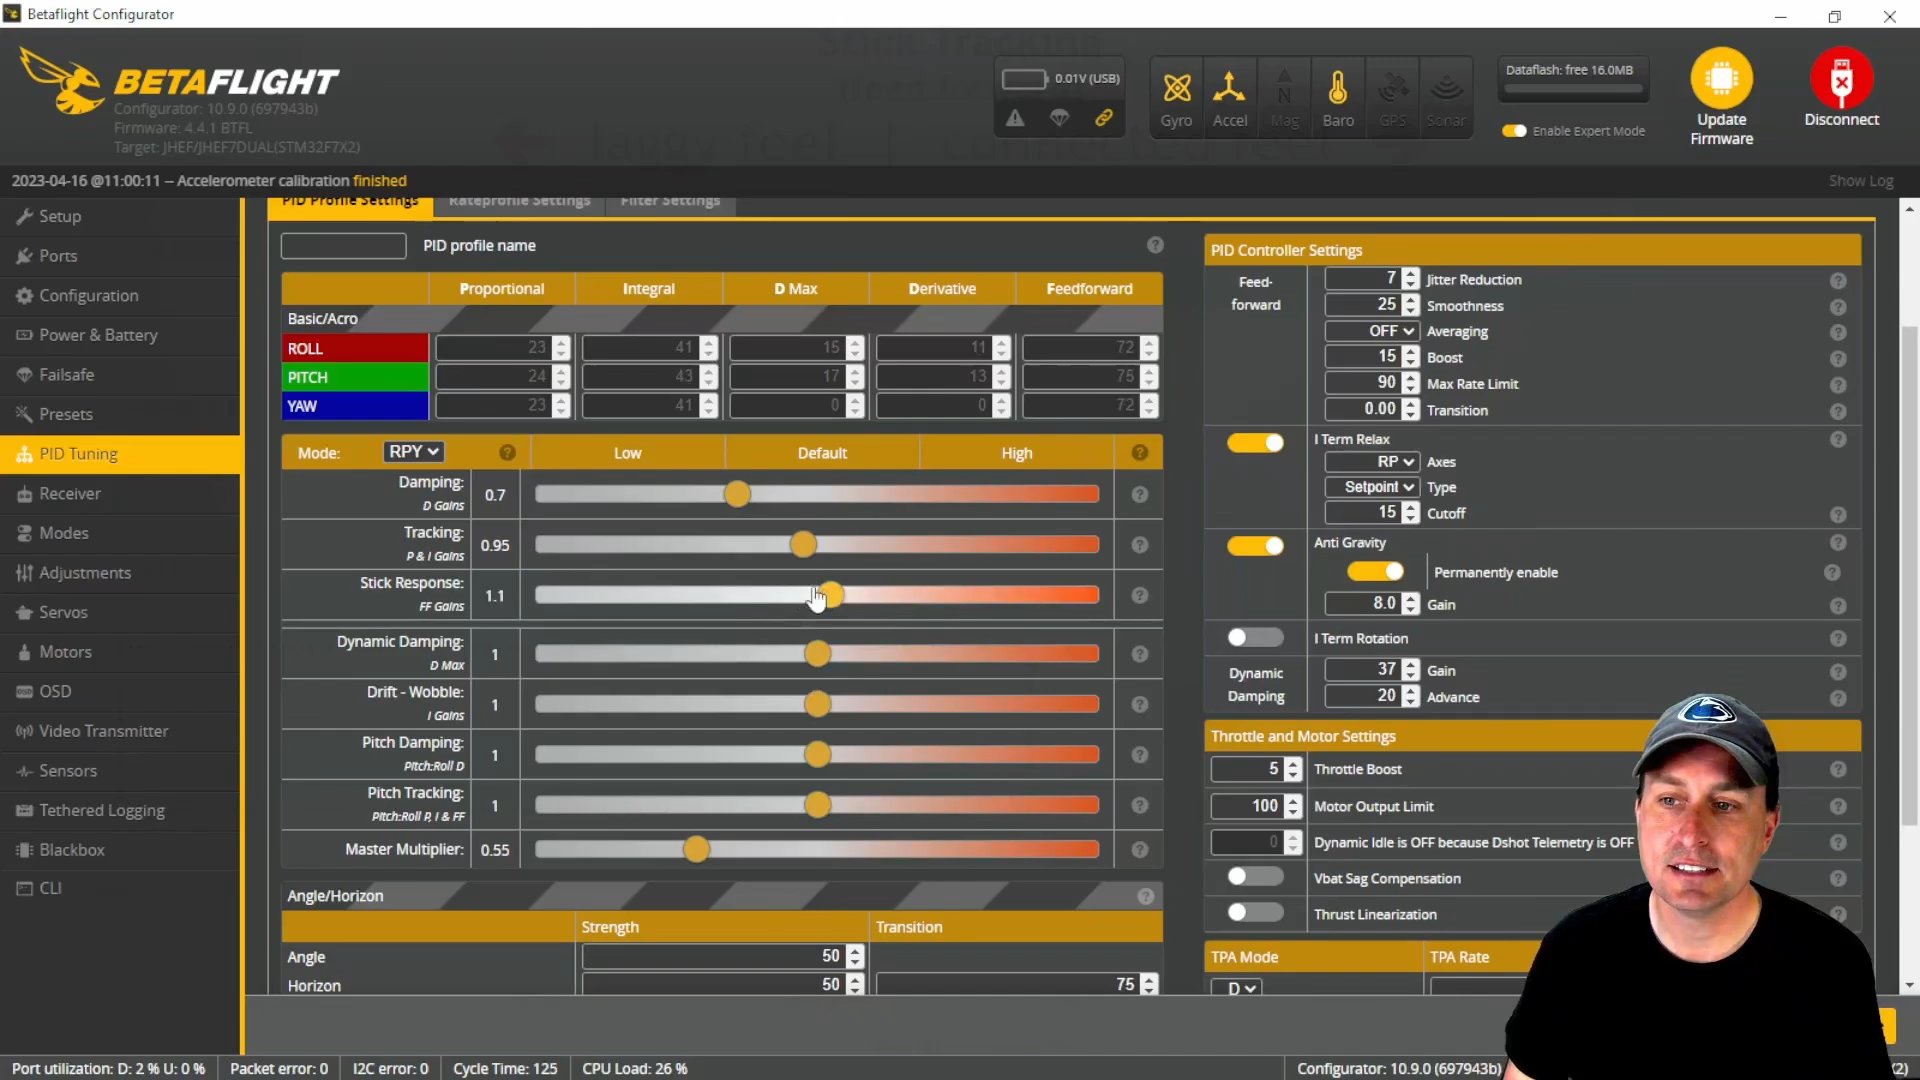 Betaflight Configurator
BETAFLIGHT
Configurator: 10.9.0 (697943b)
Firmware: 4.4.1 BTFL
Target: JHEF/JHEF7DUAL(STM32F7X2)
Stick Tracking
laggy feel | connected feel
0.01V (USB)
Gyro Accel Mag Baro GPS Sonar
Dataflash: free 16.0MB
Enable Expert Mode
Update
Firmware
Disconnect
2023-04-16 @11:00:11 -- Accelerometer calibration finished
Show Log
Setup
Ports
Configuration
Power & Battery
Failsafe
Presets
PID Tuning
Receiver
Modes
Adjustments
Servos
Motors
OSD
Video Transmitter
Sensors
Tethered Logging
Blackbox
CLI
PID Profile Settings Rateprofile Settings Filter Settings
PID profile name
Proportional Integral D Max Derivative Feedforward
Basic/Acro
ROLL 23 41 15 11 72
PITCH 24 43 17 13 75
YAW 23 41 0 0 72
Mode: RPY Low Default High
Damping:
D Gains
0.7
Tracking:
P & I Gains
0.95
Stick Response:
FF Gains
1.1
Dynamic Damping:
D Max
1
Drift - Wobble:
I Gains
1
Pitch Damping:
Pitch:Roll D
1
Pitch Tracking:
Pitch:Roll P, I & FF
1
Master Multiplier: 0.55
Angle/Horizon
Strength Transition
Angle 50
Horizon 50 75
PID Controller Settings
Feed-
forward
7 Jitter Reduction
25 Smoothness
OFF Averaging
15 Boost
90 Max Rate Limit
0.00 Transition
I Term Relax
RP Axes
Setpoint Type
15 Cutoff
Anti Gravity
Permanently enable
8.0 Gain
I Term Rotation
Dynamic
Damping
37 Gain
20 Advance
Throttle and Motor Settings
5 Throttle Boost
100 Motor Output Limit
0 Dynamic Idle is OFF because Dshot Telemetry is OFF
Vbat Sag Compensation
Thrust Linearization
TPA Mode TPA Rate
D
Port utilization: D: 2 % U: 0 % Packet error: 0 I2C error: 0 Cycle Time: 125 CPU Load: 26 %
Configurator: 10.9.0 (697943b)